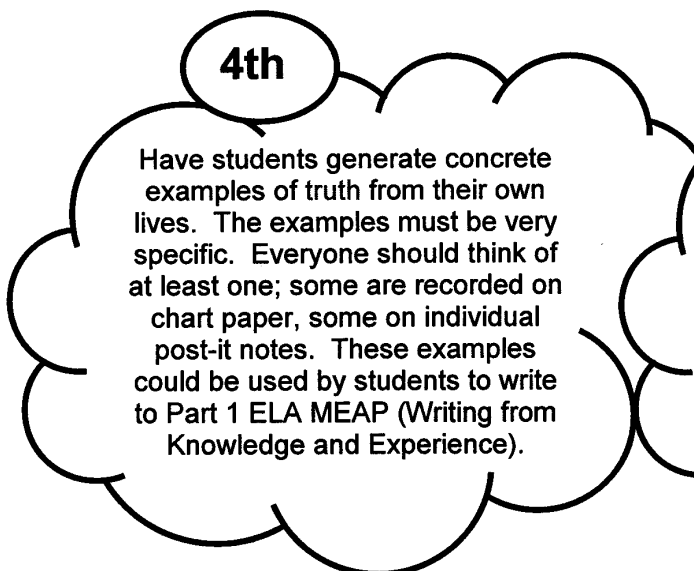 4th
Have students generate concrete
examples of truth from their own
lives.  The examples must be very
specific.  Everyone should think of
at least one; some are recorded on
chart paper, some on individual
post-it notes.  These examples
could be used by students to write
to Part 1 ELA MEAP (Writing from
Knowledge and Experience).